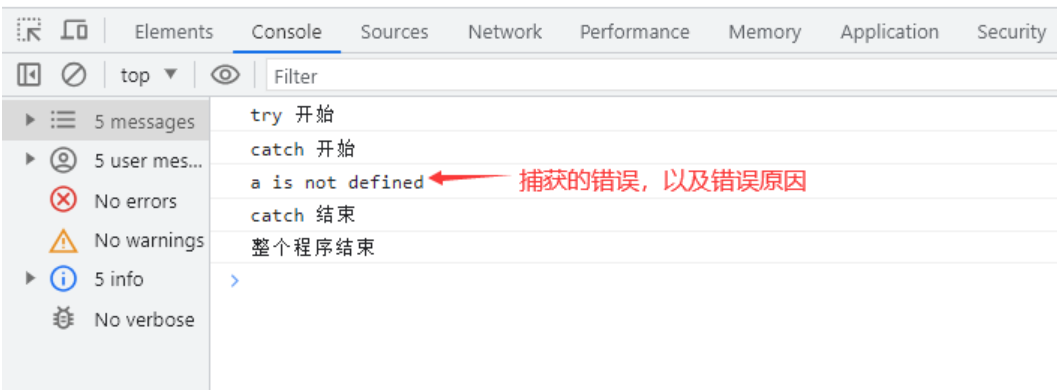 Elements Console Sources Network Performance Memory Application Security
top Filter
5 messages
5 user mes...
No errors
No warnings
5 info
No verbose
try 开始
catch 开始
a is not defined 捕获的错误，以及错误原因
catch 结束
整个程序结束